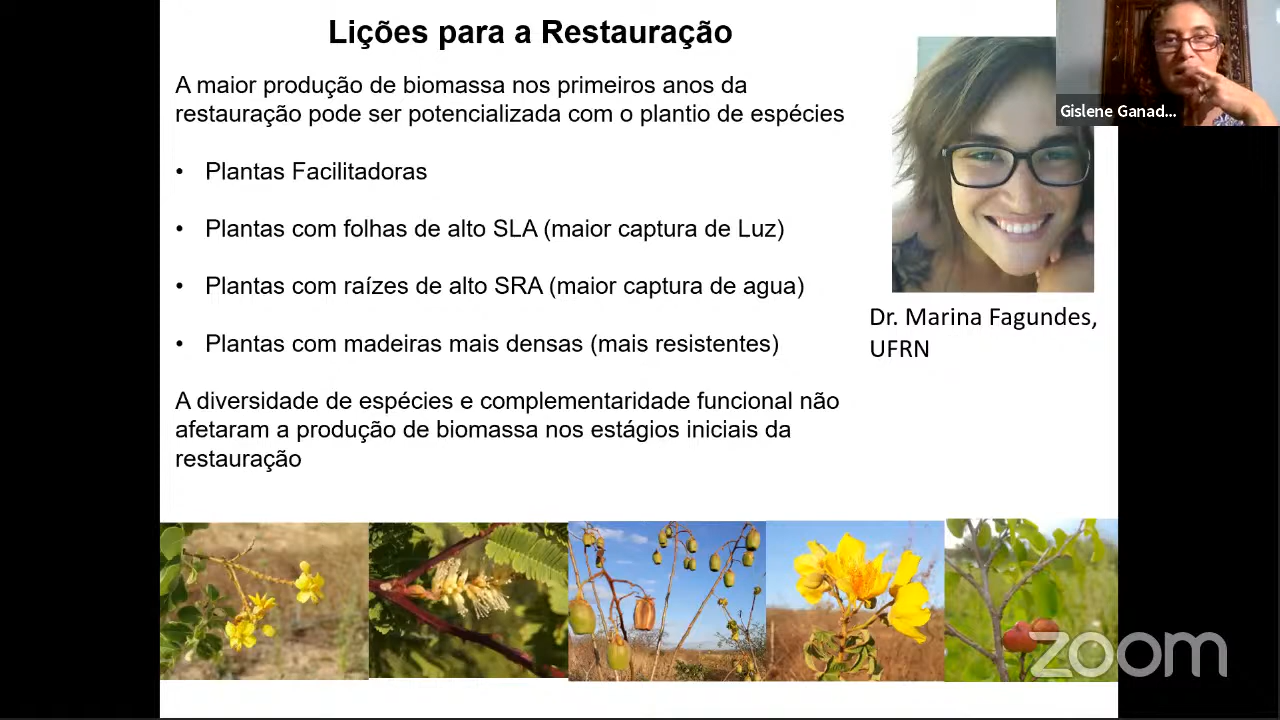 Lições para a Restauração
A maior produção de biomassa nos primeiros anos da
restauração pode ser potencializada com o plantio de espécies
• Plantas Facilitadoras
• Plantas com folhas de alto SLA (maior captura de Luz)
• Plantas com raízes de alto SRA (maior captura de agua)
• Plantas com madeiras mais densas (mais resistentes)
A diversidade de espécies e complementaridade funcional não
afetaram a produção de biomassa nos estágios iniciais da
restauração
Gislene Ganad...
Dr. Marina Fagundes,
UFRN
zoom